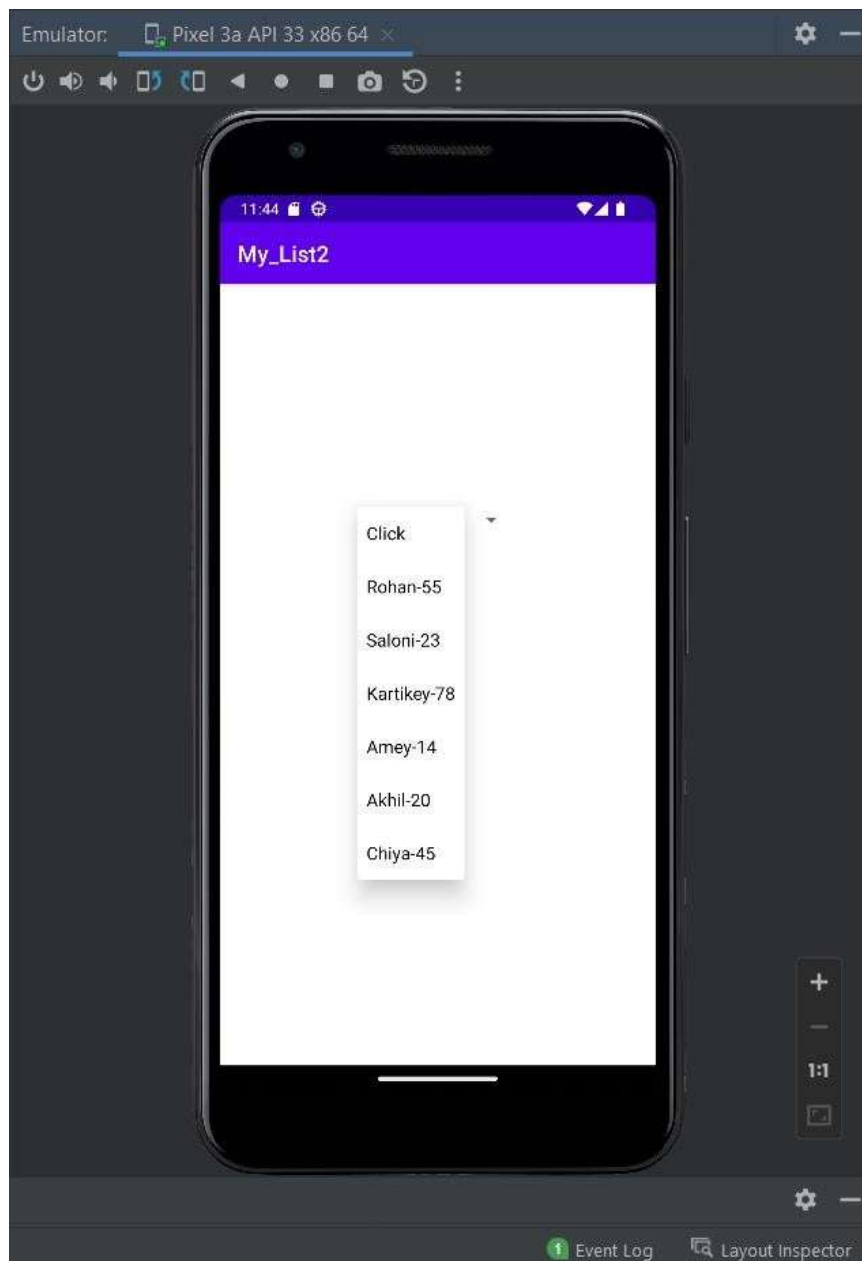 Emulator: Pixel 3a API 33 x86 64
11:44
My_List2
Click
Rohan-55
Saloni-23
Kartikey-78
Amey-14
Akhil-20
Chiya-45
1:1
1 Event Log Layout Inspector